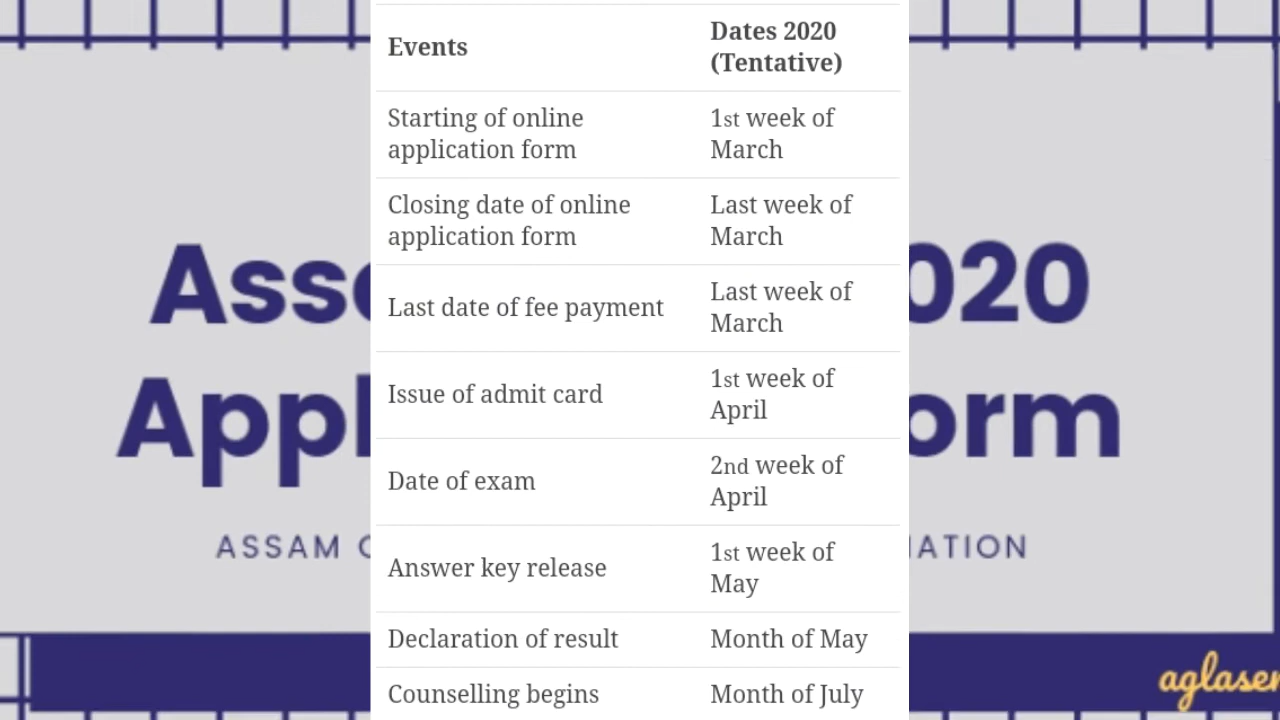 Events
Dates 2020
(Tentative)
Starting of online
application form
1st week of
March
Closing date of online
application form
Last week of
March
Last date of fee payment
Last week of
March
Issue of admit card
1st week of
April
Date of exam
2nd week of
April
Answer key release
1st week of
May
Declaration of result
Month of May
Counselling begins
Month of July
020
orm
ASSAM